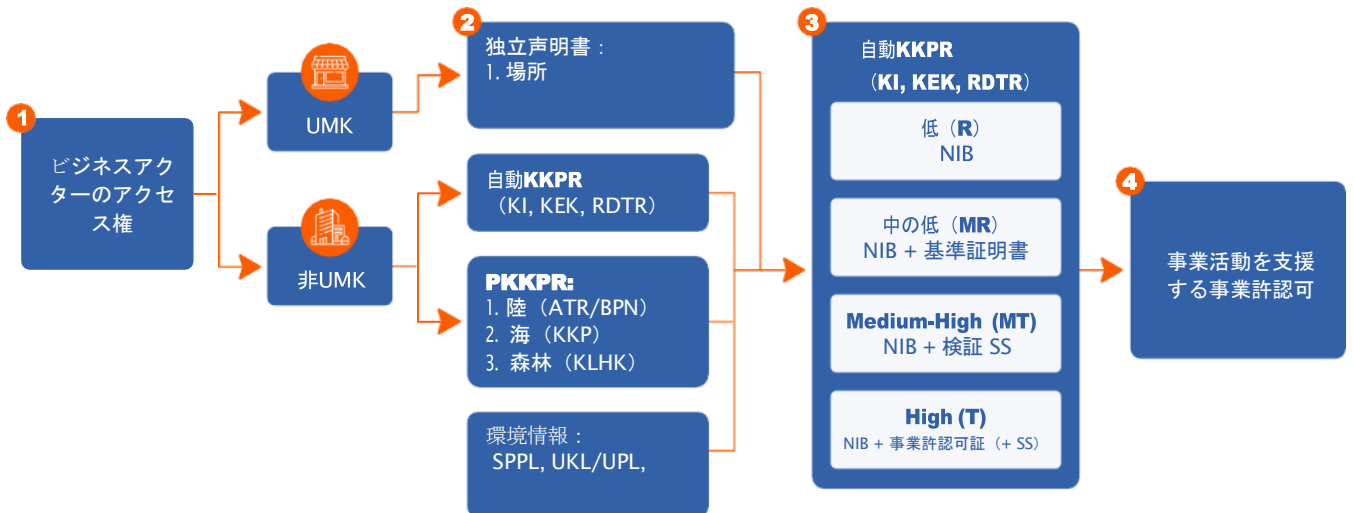 1
ビジネスアク
ターのアクセ
ス権
UMK
非UMK
2
独立声明書：
1. 場所
自動KKPR
（KI, KEK, RDTR）
PKKPR:
1. 陸（ATR/BPN）
2. 海（KKP）
3. 森林（KLHK）
環境情報：
SPPL, UKL/UPL,
3
自動KKPR
（KI, KEK, RDTR）
低（R）
NIB
中の低（MR）
NIB + 基準証明書
Medium-High (MT)
NIB + 検証 SS
High (T)
NIB + 事業許認可証（+ SS）
4
事業活動を支援
する事業許認可